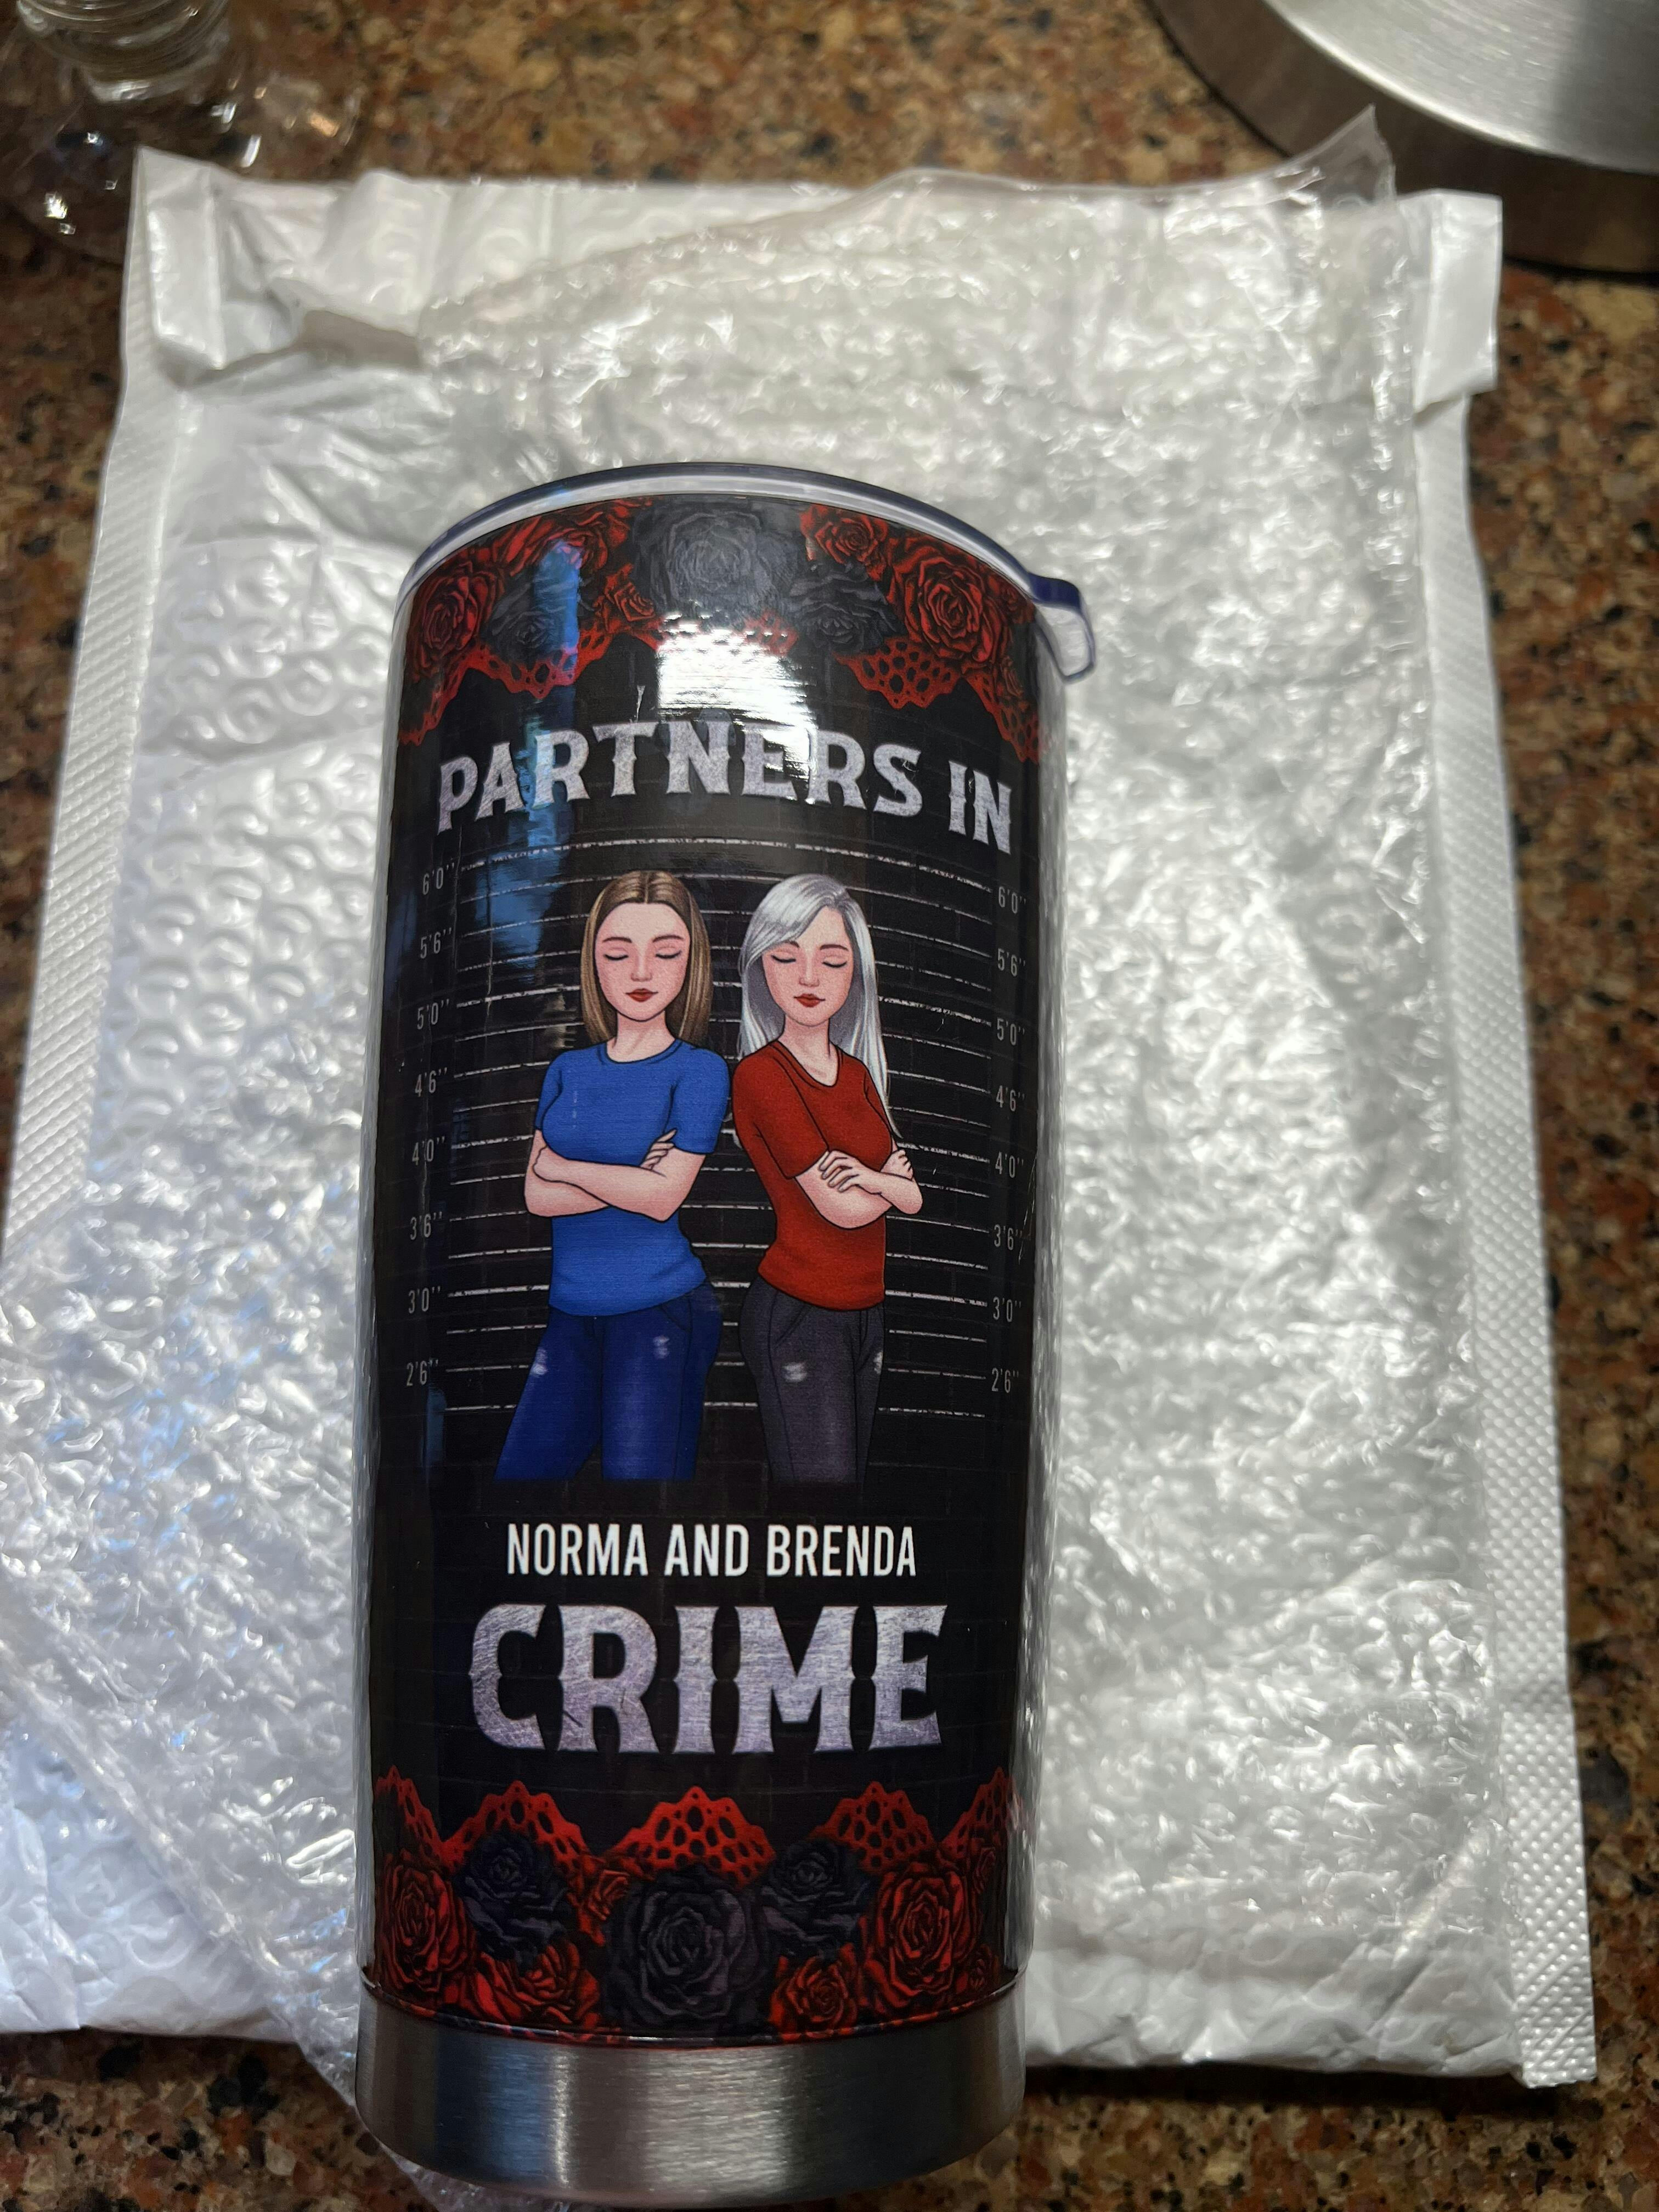 PARTNERS IN
6'0" 6'0"
5'6" 5'6"
5'0" 5'0"
4'6" 4'6"
4'0" 4'0"
3'6" 3'6"
3'0" 3'0"
2'6" 2'6"
NORMA AND BRENDA
CRIME